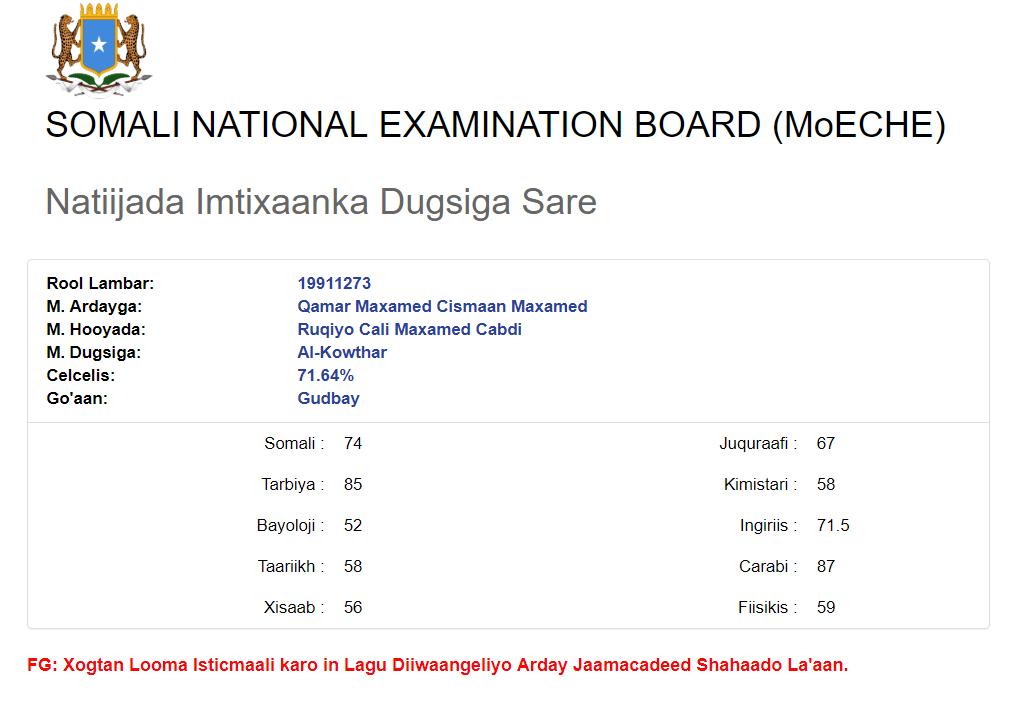 SOMALI NATIONAL EXAMINATION BOARD (MoECHE)
Natiijada Imtixaanka Dugsiga Sare
Rool Lambar: 19911273
M. Ardayga: Qamar Maxamed Cismaan Maxamed
M. Hooyada: Ruqiyo Cali Maxamed Cabdi
M. Dugsiga: Al-Kowthar
Celcelis: 71.64%
Go'aan: Gudbay
Somali : 74 Juquraafi : 67
Tarbiya : 85 Kimistari : 58
Bayoloji : 52 Ingiriis : 71.5
Taariikh : 58 Carabi : 87
Xisaab : 56 Fiisikis : 59
FG: Xogtan Looma Isticmaali karo in Lagu Diiwaangeliyo Arday Jaamacadeed Shahaado La'aan.